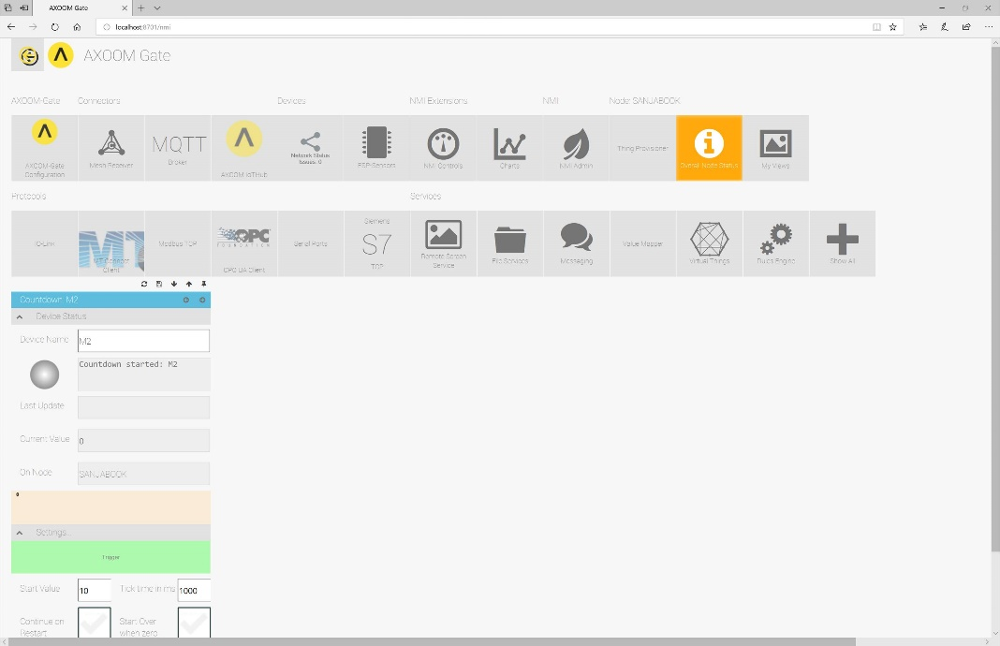 AXOOM Gate
localhost:8701/nmi
AXOOM Gate
AXOOM-Gate Connectors Devices NMI Extensions NMI Node: SANJABOOK
AXOOM-Gate
Configuration
Mesh Receiver
MQTT
Broker
AXOOM IoTHub
Network Status
Issues: 0
ESP-Sensors
NMI Controls
Charts
NMI Admin
Thing Provisioner
Overall Node Status
My Views
Protocols Services
IO-Link
MT
MTConnect
Client
Modbus TCP
OPC
FOUNDATION
OPC UA Client
Serial Ports
Siemens
S7
TCP
Remote Screen
Service
File Services
Messaging
Value Mapper
Virtual Things
Rules Engine
Show All
Countdown: M2
Device Status
Device Name M2
Countdown started: M2
Last Update
Current Value 0
On Node SANJABOOK
0
Settings...
Trigger
Start Value 10 Tick time in ms 1000
Continue on
Restart
Start Over
when zero